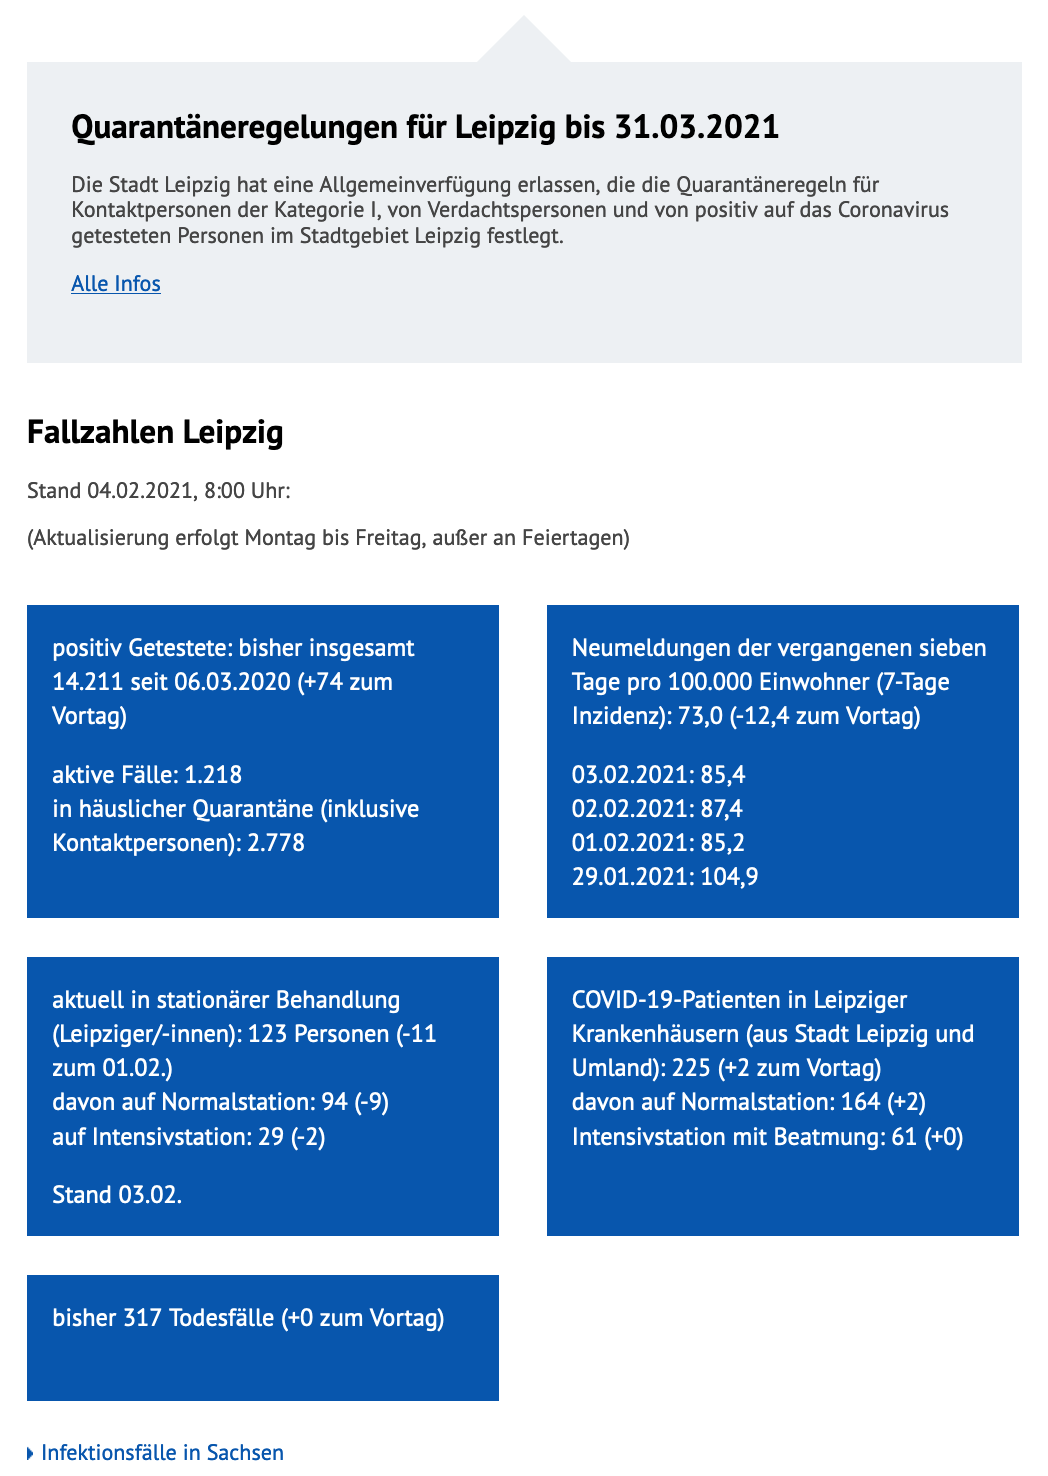 Quarantäneregelungen für Leipzig bis 31.03.2021
Die Stadt Leipzig hat eine Allgemeinverfügung erlassen, die die Quarantäneregeln für
Kontaktpersonen der Kategorie I, von Verdachtspersonen und von positiv auf das Coronavirus
getesteten Personen im Stadtgebiet Leipzig festlegt.
Alle Infos
Fallzahlen Leipzig
Stand 04.02.2021, 8:00 Uhr:
(Aktualisierung erfolgt Montag bis Freitag, außer an Feiertagen)
positiv Getestete: bisher insgesamt
14.211 seit 06.03.2020 (+74 zum
Vortag)
aktive Fälle: 1.218
in häuslicher Quarantäne (inklusive
Kontaktpersonen): 2.778
Neumeldungen der vergangenen sieben
Tage pro 100.000 Einwohner (7-Tage
Inzidenz): 73,0 (-12,4 zum Vortag)
03.02.2021: 85,4
02.02.2021: 87,4
01.02.2021: 85,2
29.01.2021: 104,9
aktuell in stationärer Behandlung
(Leipziger/-innen): 123 Personen (-11
zum 01.02.)
davon auf Normalstation: 94 (-9)
auf Intensivstation: 29 (-2)
Stand 03.02.
COVID-19-Patienten in Leipziger
Krankenhäusern (aus Stadt Leipzig und
Umland): 225 (+2 zum Vortag)
davon auf Normalstation: 164 (+2)
Intensivstation mit Beatmung: 61 (+0)
bisher 317 Todesfälle (+0 zum Vortag)
Infektionsfälle in Sachsen